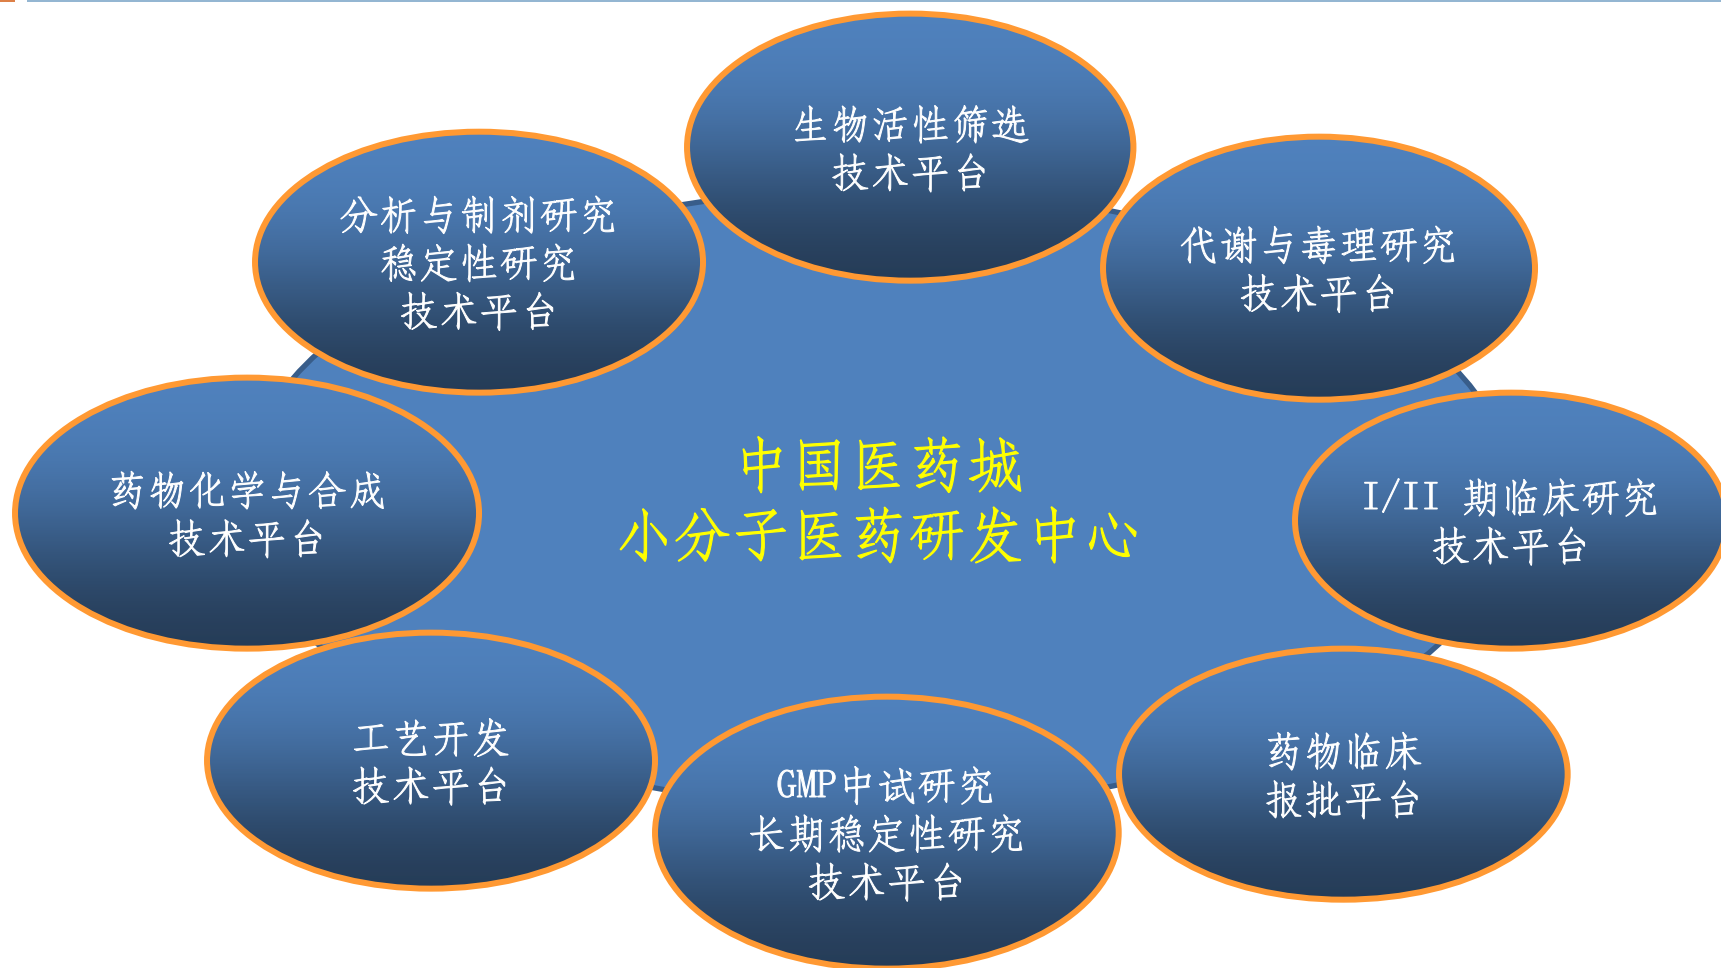 生物活性筛选
技术平台
分析与制剂研究
稳定性研究
技术平台
代谢与毒理研究
技术平台
药物化学与合成
技术平台
中国医药城
小分子医药研发中心
I/II 期临床研究
技术平台
工艺开发
技术平台
GMP中试研究
长期稳定性研究
技术平台
药物临床
报批平台